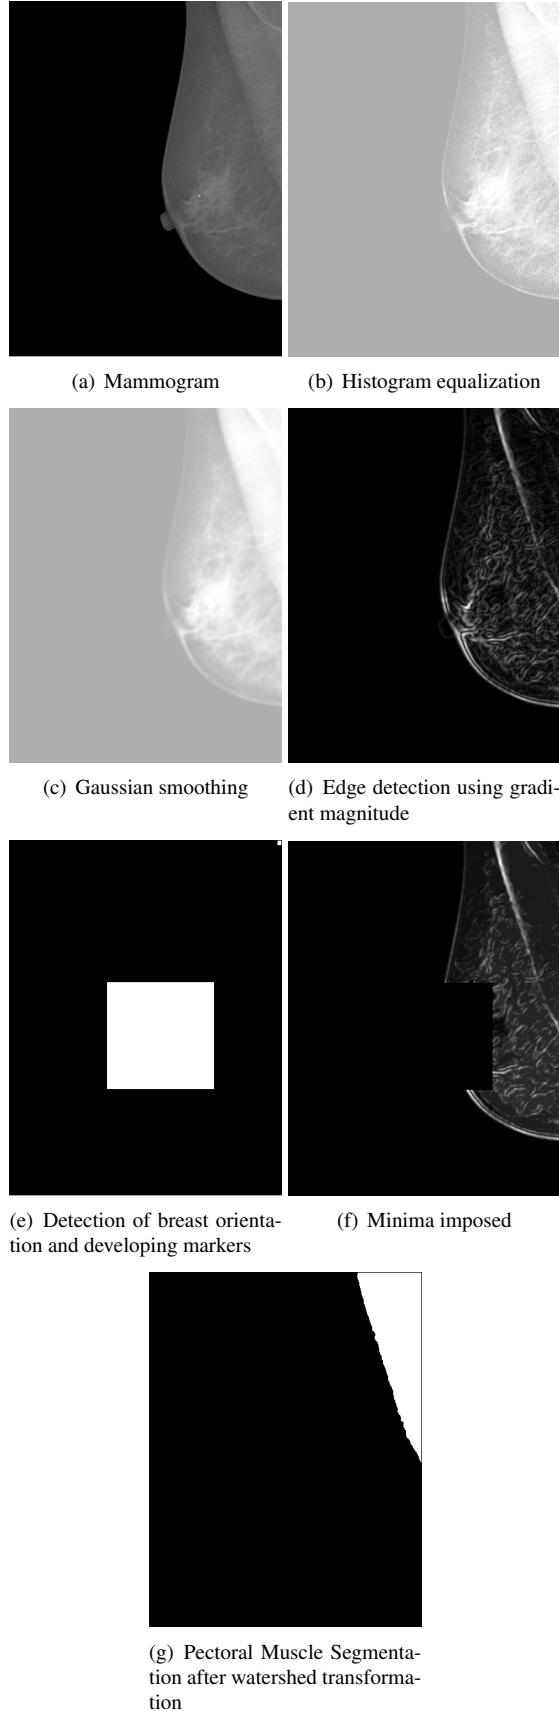 (a) Mammogram
(b) Histogram equalization
(c) Gaussian smoothing
(d) Edge detection using gradi-
ent magnitude
(e) Detection of breast orienta-
tion and developing markers
(f) Minima imposed
(g) Pectoral Muscle Segmenta-
tion after watershed transforma-
tion